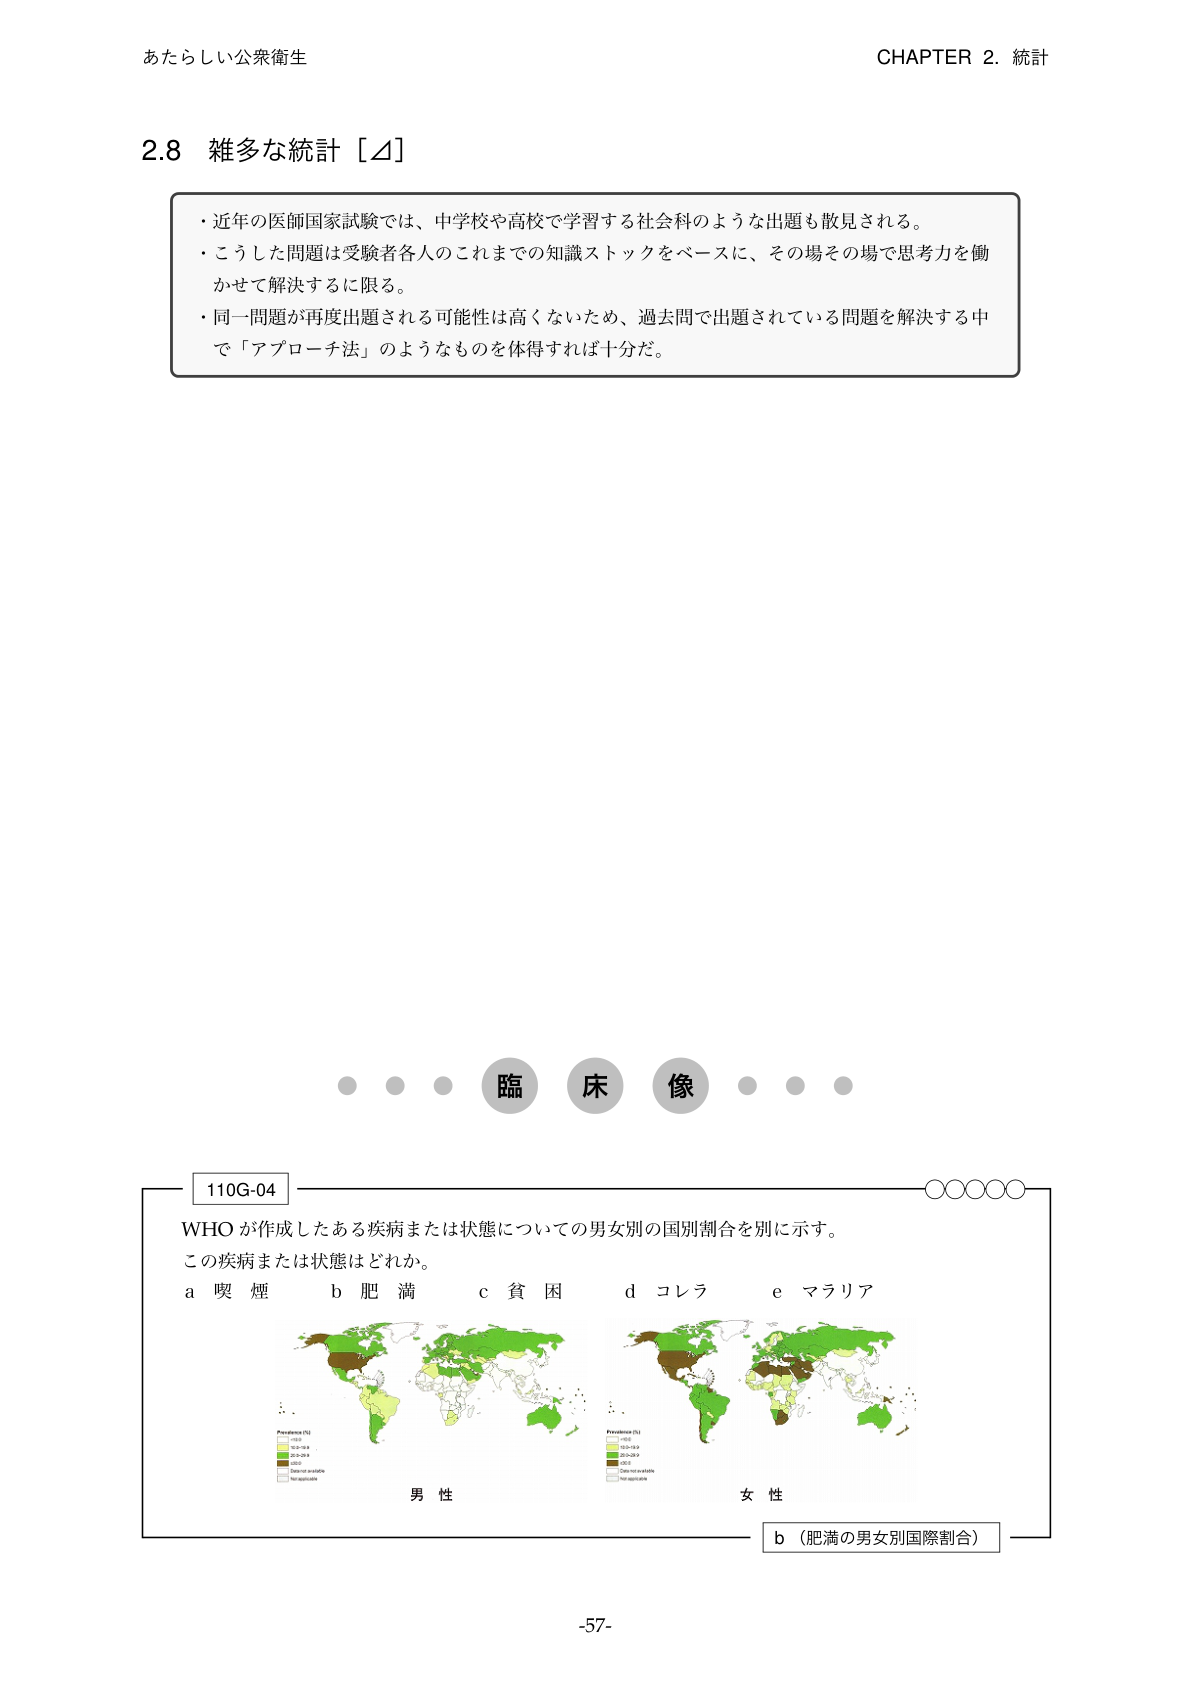 あたらしい公衆衛生
CHAPTER 2. 統計
2.8 雑多な統計［⊿］
・近年の医師国家試験では、中学校や高校で学習する社会科のような出題も散見される。
・こうした問題は受験者各人のこれまでの知識ストックをベースに、その場その場で思考力を働
かせて解決するに限る。
・同一問題が再度出題される可能性は高くないため、過去問で出題されている問題を解決する中
で「アプローチ法」のようなものを体得すれば十分だ。
臨床像
110G-04
WHO が作成したある疾病または状態についての男女別の国別割合を別に示す。
この疾病または状態はどれか。
a 喫煙 b 肥満 c 貧困 d コレラ e マラリア
Prevalence (%)
<10.0
10.0–19.9
20.0–29.9
≥30.0
Data not available
Not applicable
男性
Prevalence (%)
<10.0
10.0–19.9
20.0–29.9
≥30.0
Data not available
Not applicable
女性
b （肥満の男女別国際割合）
-57-